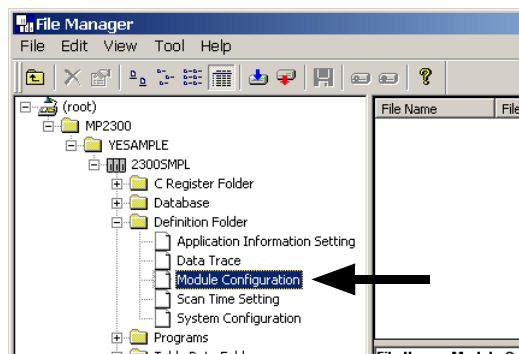 File Manager
File Edit View Tool Help
(root)
File Name
File
MP2300
YESAMPLE
2300SMPL
C Register Folder
Database
Definition Folder
Application Information Setting
Data Trace
Module Configuration
Scan Time Setting
System Configuration
Programs